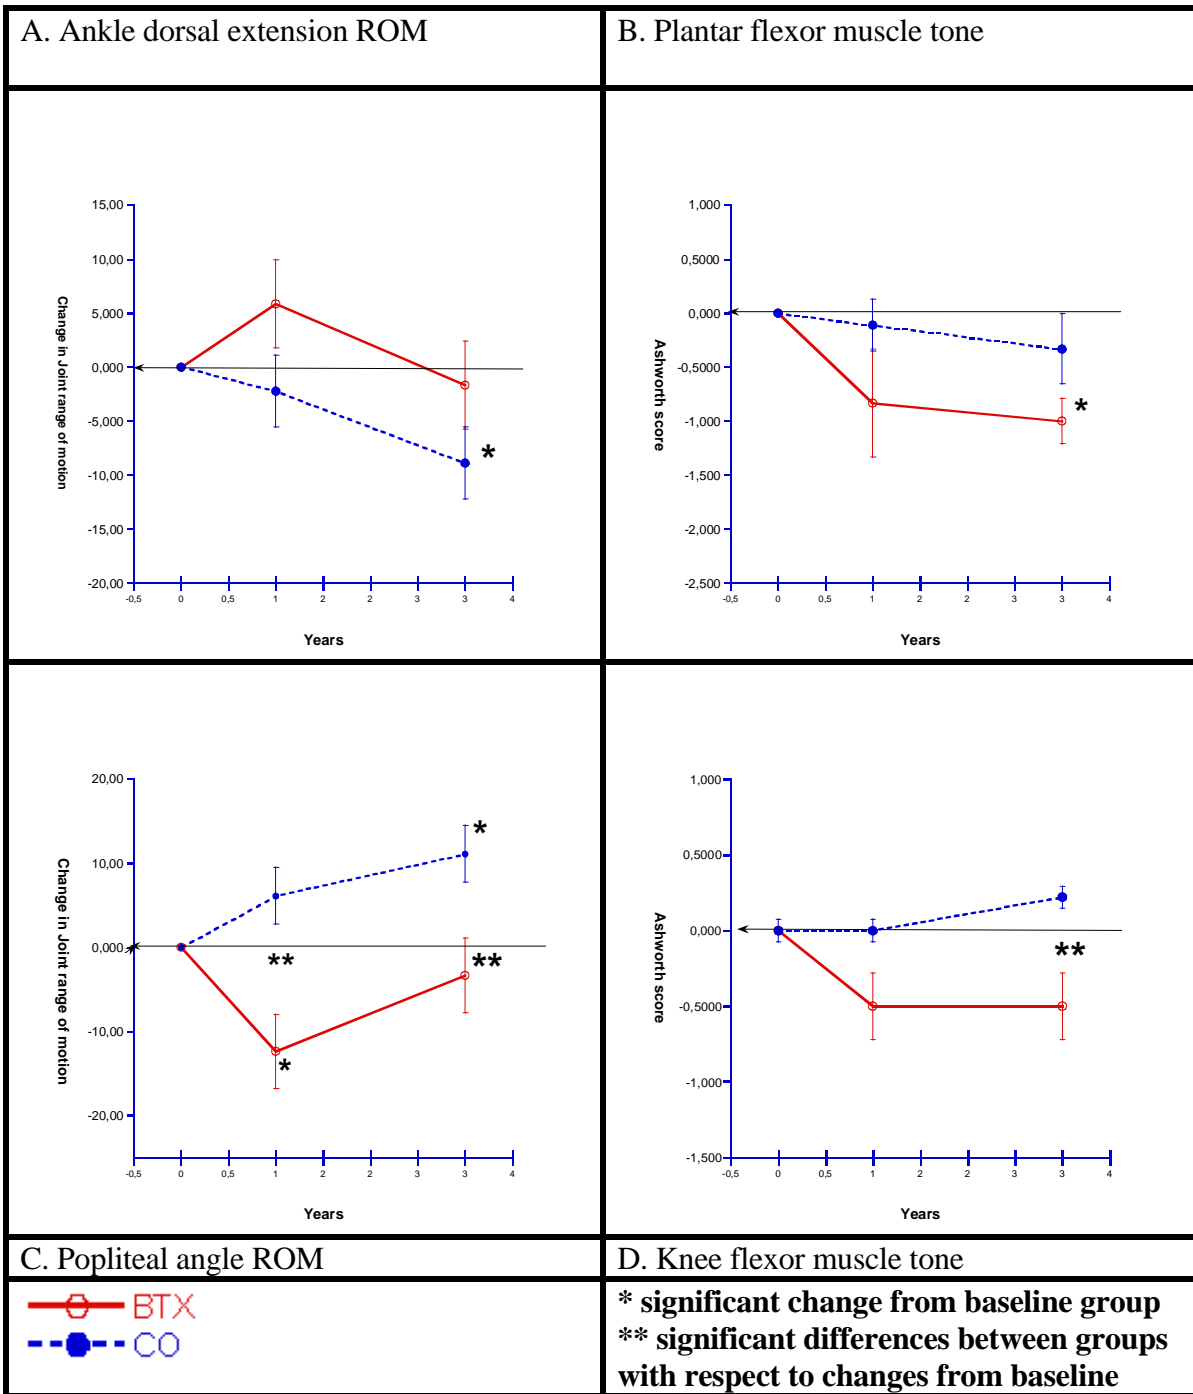 A. Ankle dorsal extension ROM
B. Plantar flexor muscle tone
Change in Joint range of motion
15,00
10,00
5,000
0,000
-5,000
-10,00
-15,00
-20,00
*
-0,5 0 0,5 1 2 2 3 3 4
Years
Ashworth score
1,000
0,5000
0,000
-0,5000
-1,000
-1,500
-2,000
-2,500
*
-0,5 0 0,5 1 2 2 3 3 4
Years
Change in Joint range of motion
20,00
10,00
0,000
-10,00
-20,00
*
**
**
*
-0,5 0 0,5 1 2 2 3 3 4
Years
Ashworth score
1,000
0,5000
0,000
-0,5000
-1,000
-1,500
**
-0,5 0 0,5 1 2 2 3 3 4
Years
C. Popliteal angle ROM
D. Knee flexor muscle tone
BTX
CO
* significant change from baseline group
** significant differences between groups
with respect to changes from baseline